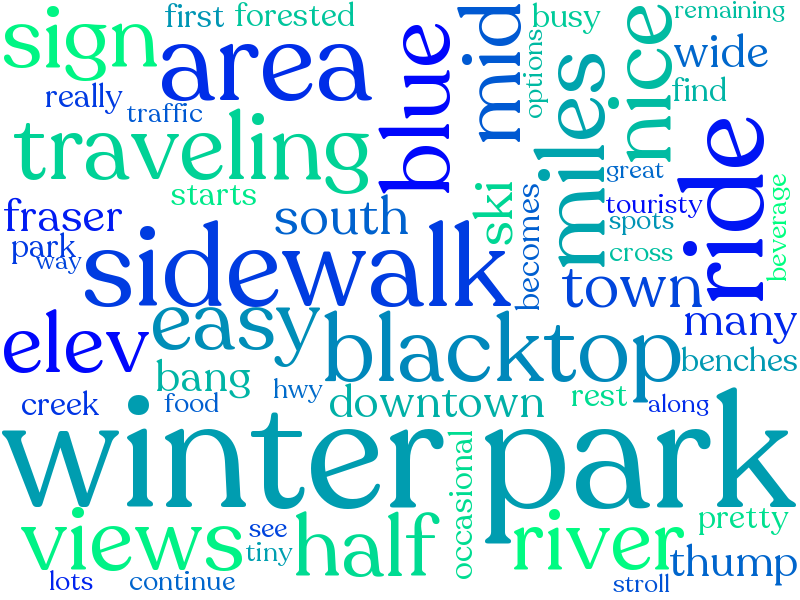 sign
first
forested
area
really
traffic
blue
mid
options
busy
nice
remaining
wide
find
miles
traveling
starts
great
touristy
spots
cross
ride
beverage
ski
becomes
fraser
park
way
south
sidewalk
town
many
elev
easy
blacktop
benches
bang
hwy
creek
food
downtown
rest
along
winter park
occasional
views
see
tiny
half
river
pretty
thump
lots
continue
stroll